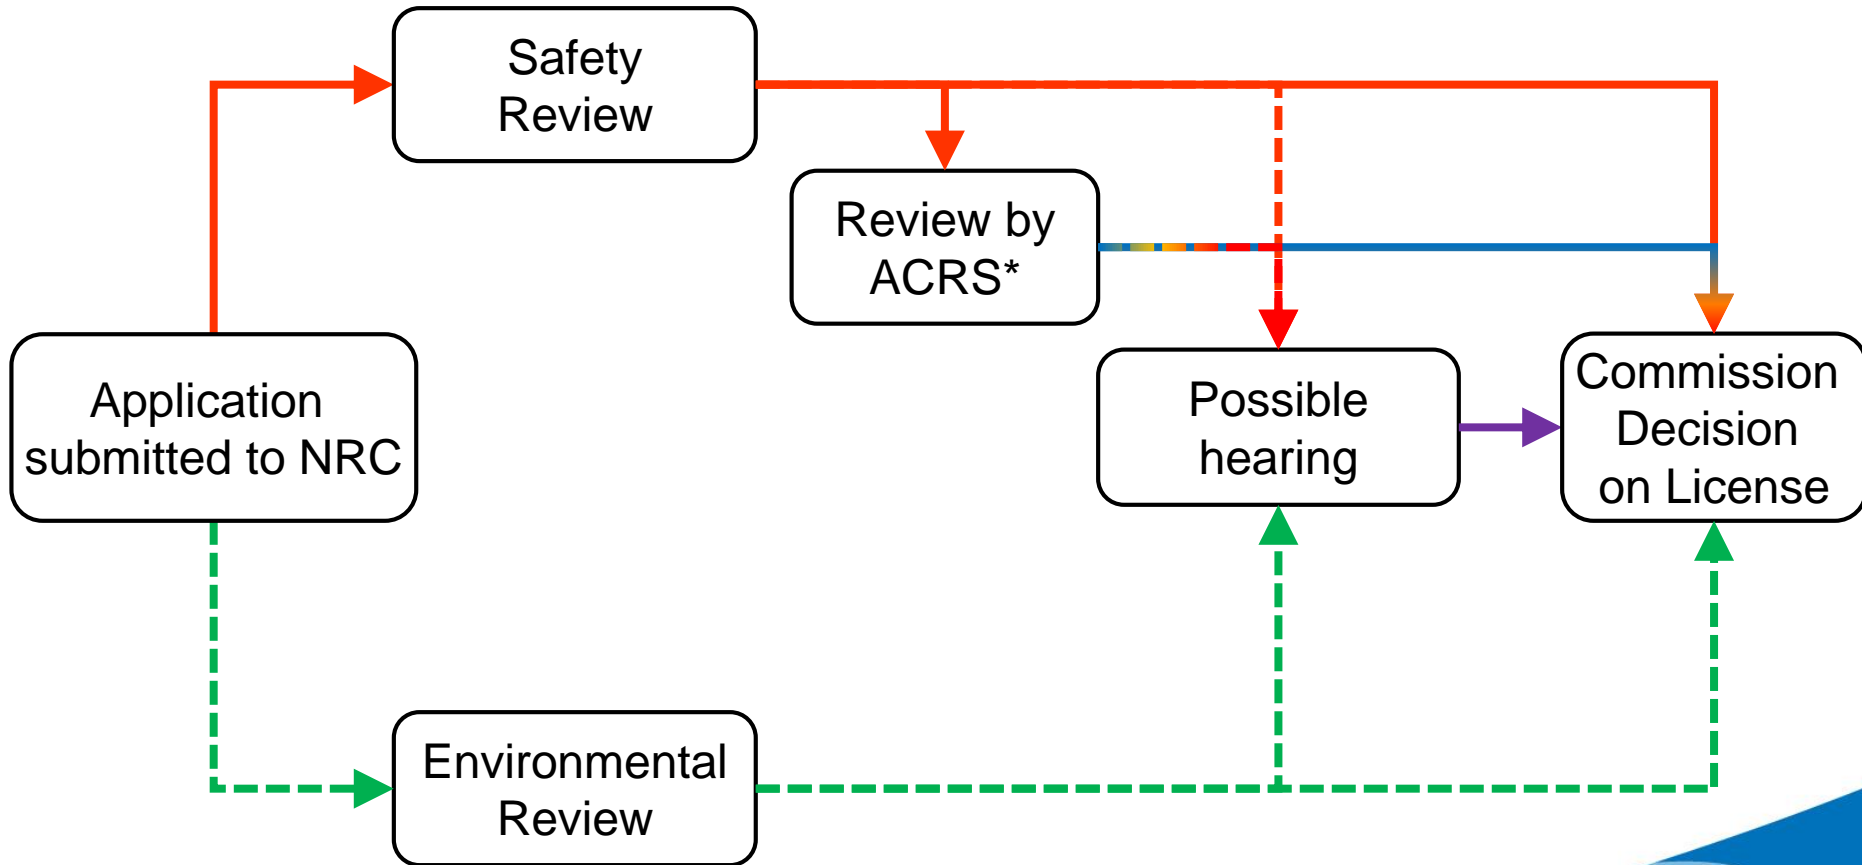 Safety
Review
Review by
ACRS*
Application
submitted to NRC
Possible
hearing
Commission
Decision
on License
Environmental
Review